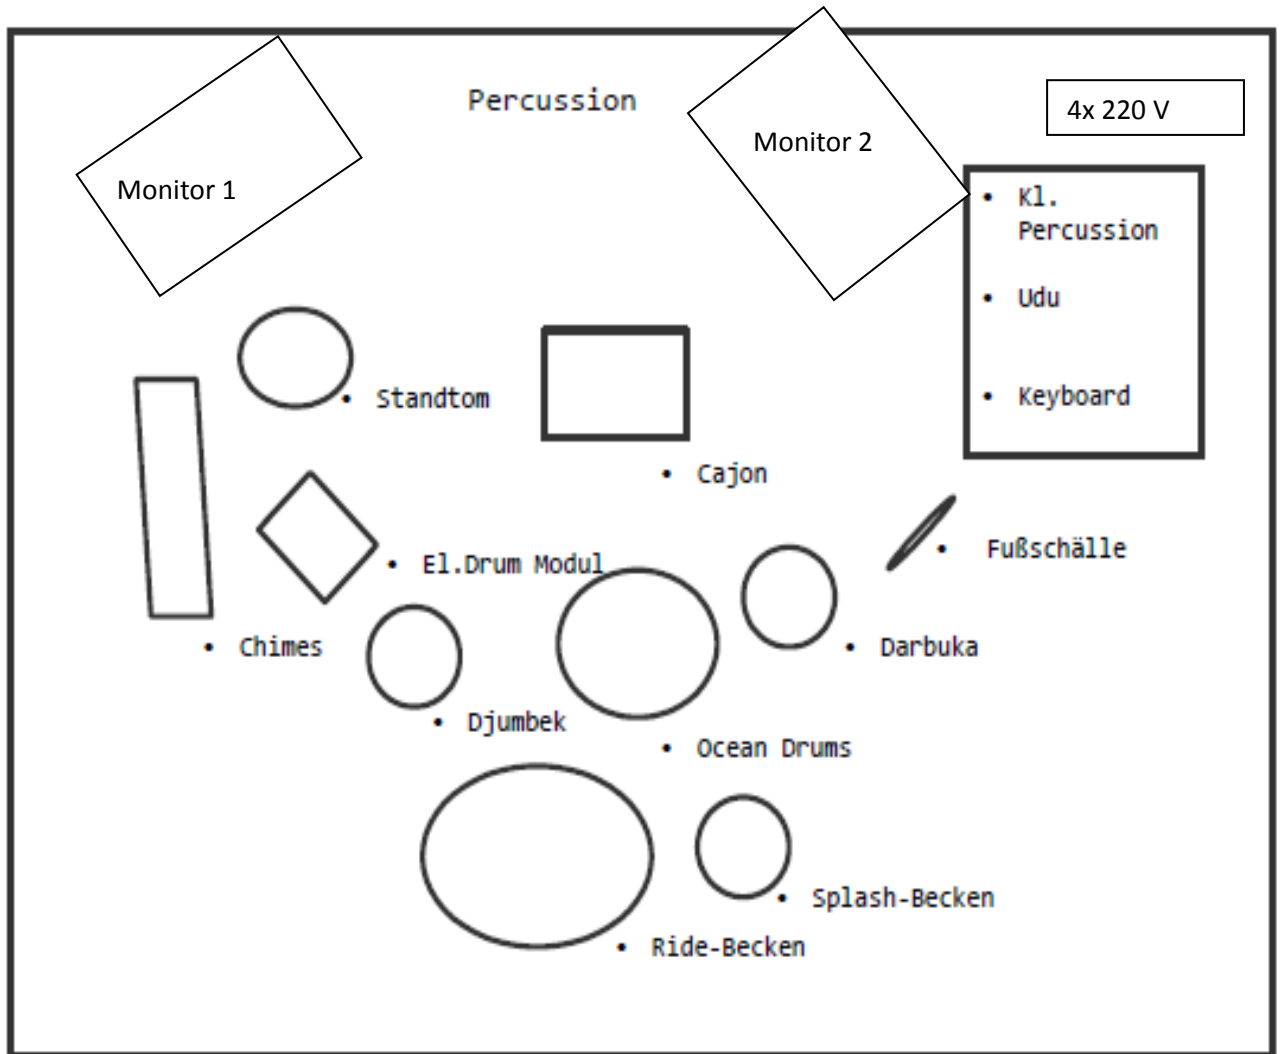 Percussion
4x 220 V
Monitor 2
Monitor 1
• Kl.
Percussion
• Udu
• Keyboard
• Standtom
• Cajon
• Fußschälle
• El.Drum Modul
• Chimes
• Darbuka
• Djumbek
• Ocean Drums
• Splash-Becken
• Ride-Becken